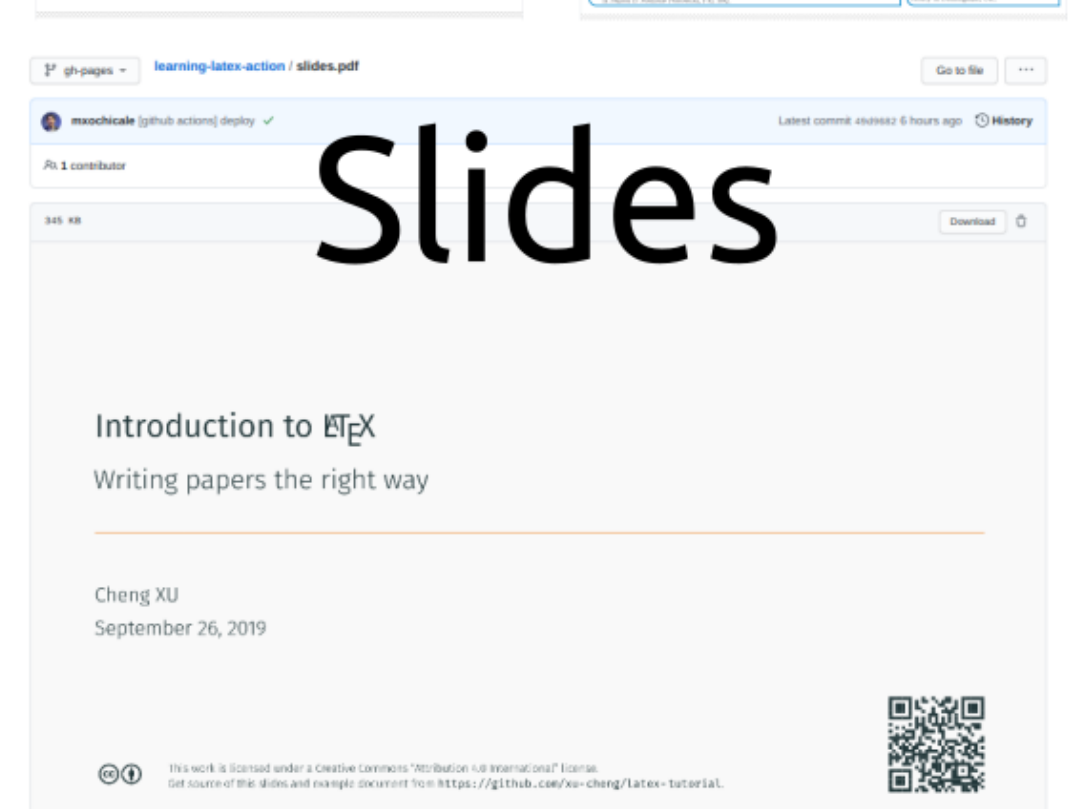 gh-pages learning-latex-action / slides.pdf Go to file ...
mxochicale [github actions] deploy ✓ Latest commit 6 hours ago History
1 contributor
Slides
345 KB Download
Introduction to LATEX
Writing papers the right way
Cheng XU
September 26, 2019
This work is licensed under a Creative Commons "Attribution 4.0 International" license.
Get source of this slides and example document from https://github.com/xu-cheng/latex-tutorial.